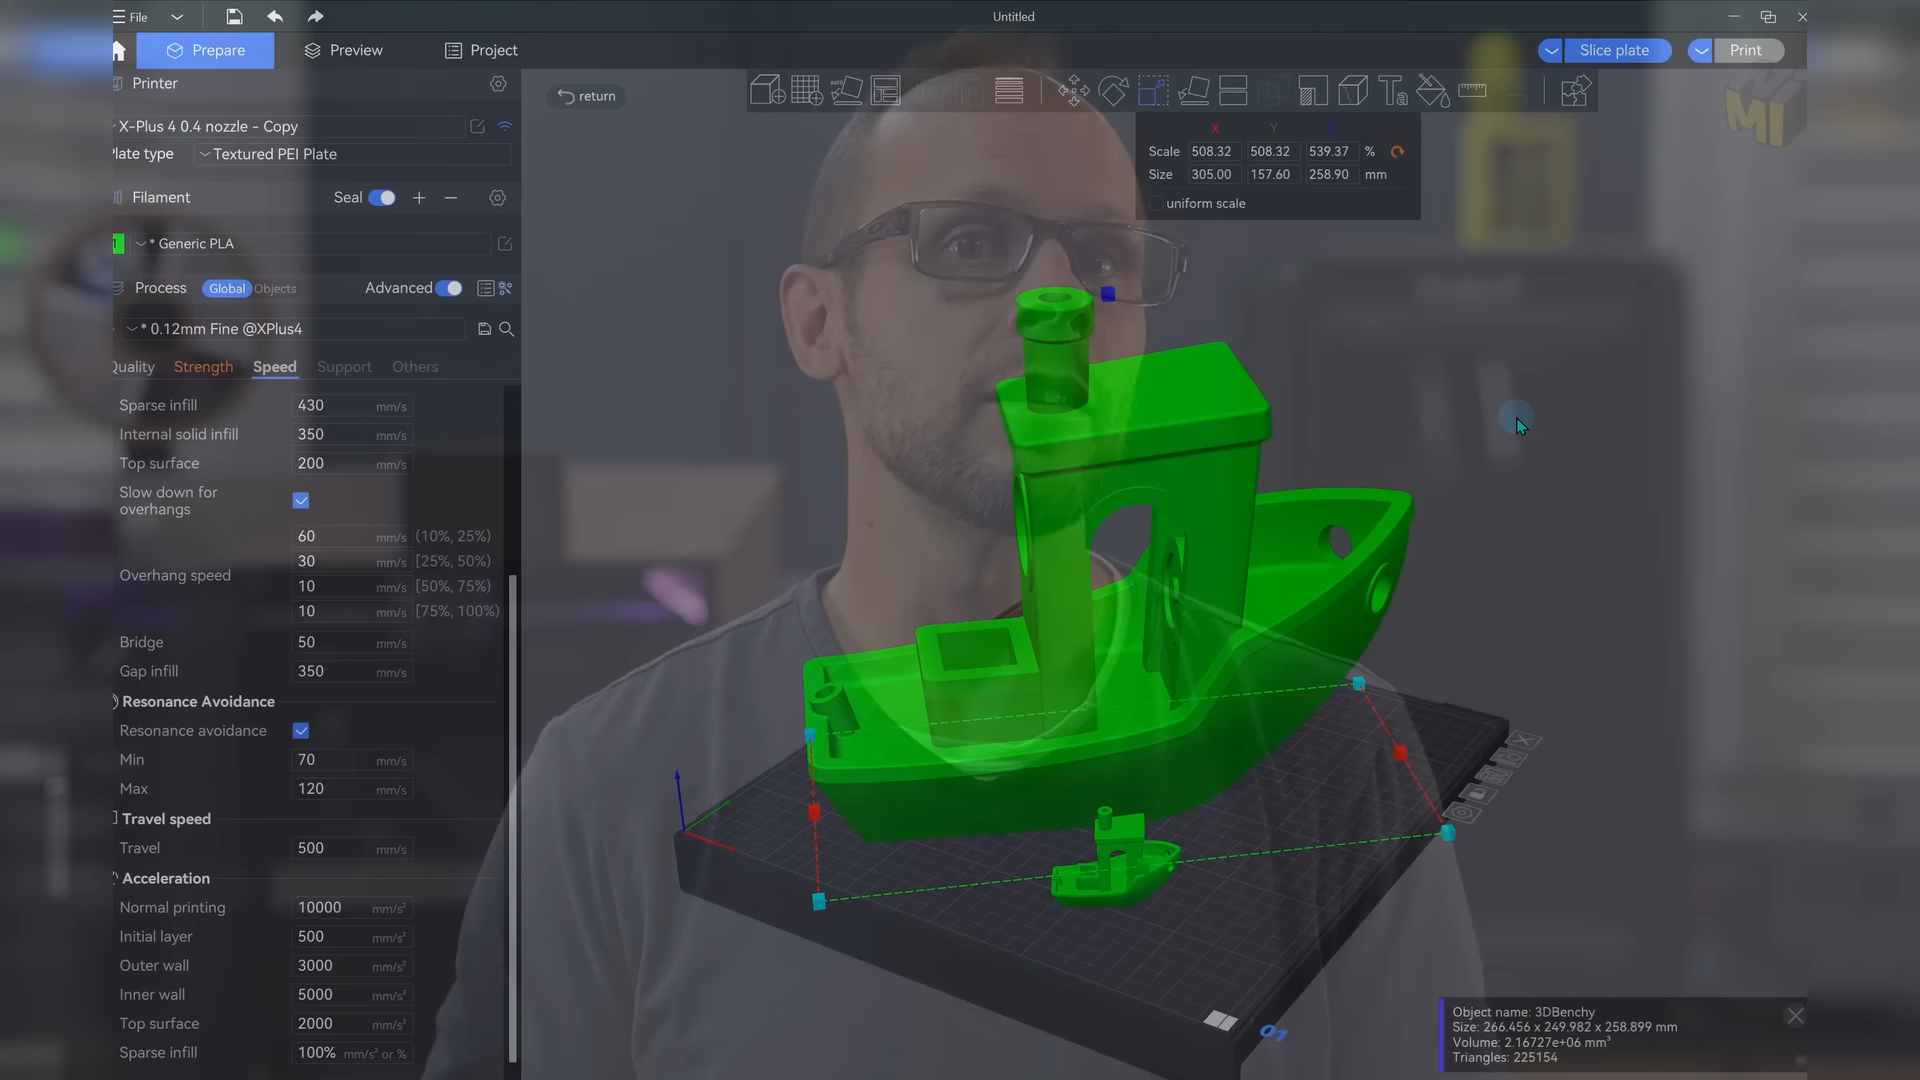 File
Untitled
Prepare
Preview
Project
Slice plate
Print
Printer
return
X-Plus 4 0.4 nozzle - Copy
Plate type
Textured PEI Plate
Filament
Seal
1
* Generic PLA
Process
Global
Objects
Advanced
* 0.12mm Fine @XPlus4
Quality
Strength
Speed
Support
Others
Sparse infill 430 mm/s
Internal solid infill 350 mm/s
Top surface 200 mm/s
Slow down for
overhangs
60 mm/s (10%, 25%)
30 mm/s [25%, 50%)
Overhang speed
10 mm/s [50%, 75%)
10 mm/s [75%, 100%)
Bridge 50 mm/s
Gap infill 350 mm/s
Resonance Avoidance
Resonance avoidance
Min 70 mm/s
Max 120 mm/s
Travel speed
Travel 500 mm/s
Acceleration
Normal printing 10000 mm/s²
Initial layer 500 mm/s²
Outer wall 3000 mm/s²
Inner wall 5000 mm/s²
Top surface 2000 mm/s²
Sparse infill 100% mm/s² or %
X Y Z
Scale 508.32 508.32 539.37 %
Size 305.00 157.60 258.90 mm
uniform scale
MI
01
Object name: 3DBenchy
Size: 266.456 x 249.982 x 258.899 mm
Volume: 2.16727e+06 mm³
Triangles: 225154